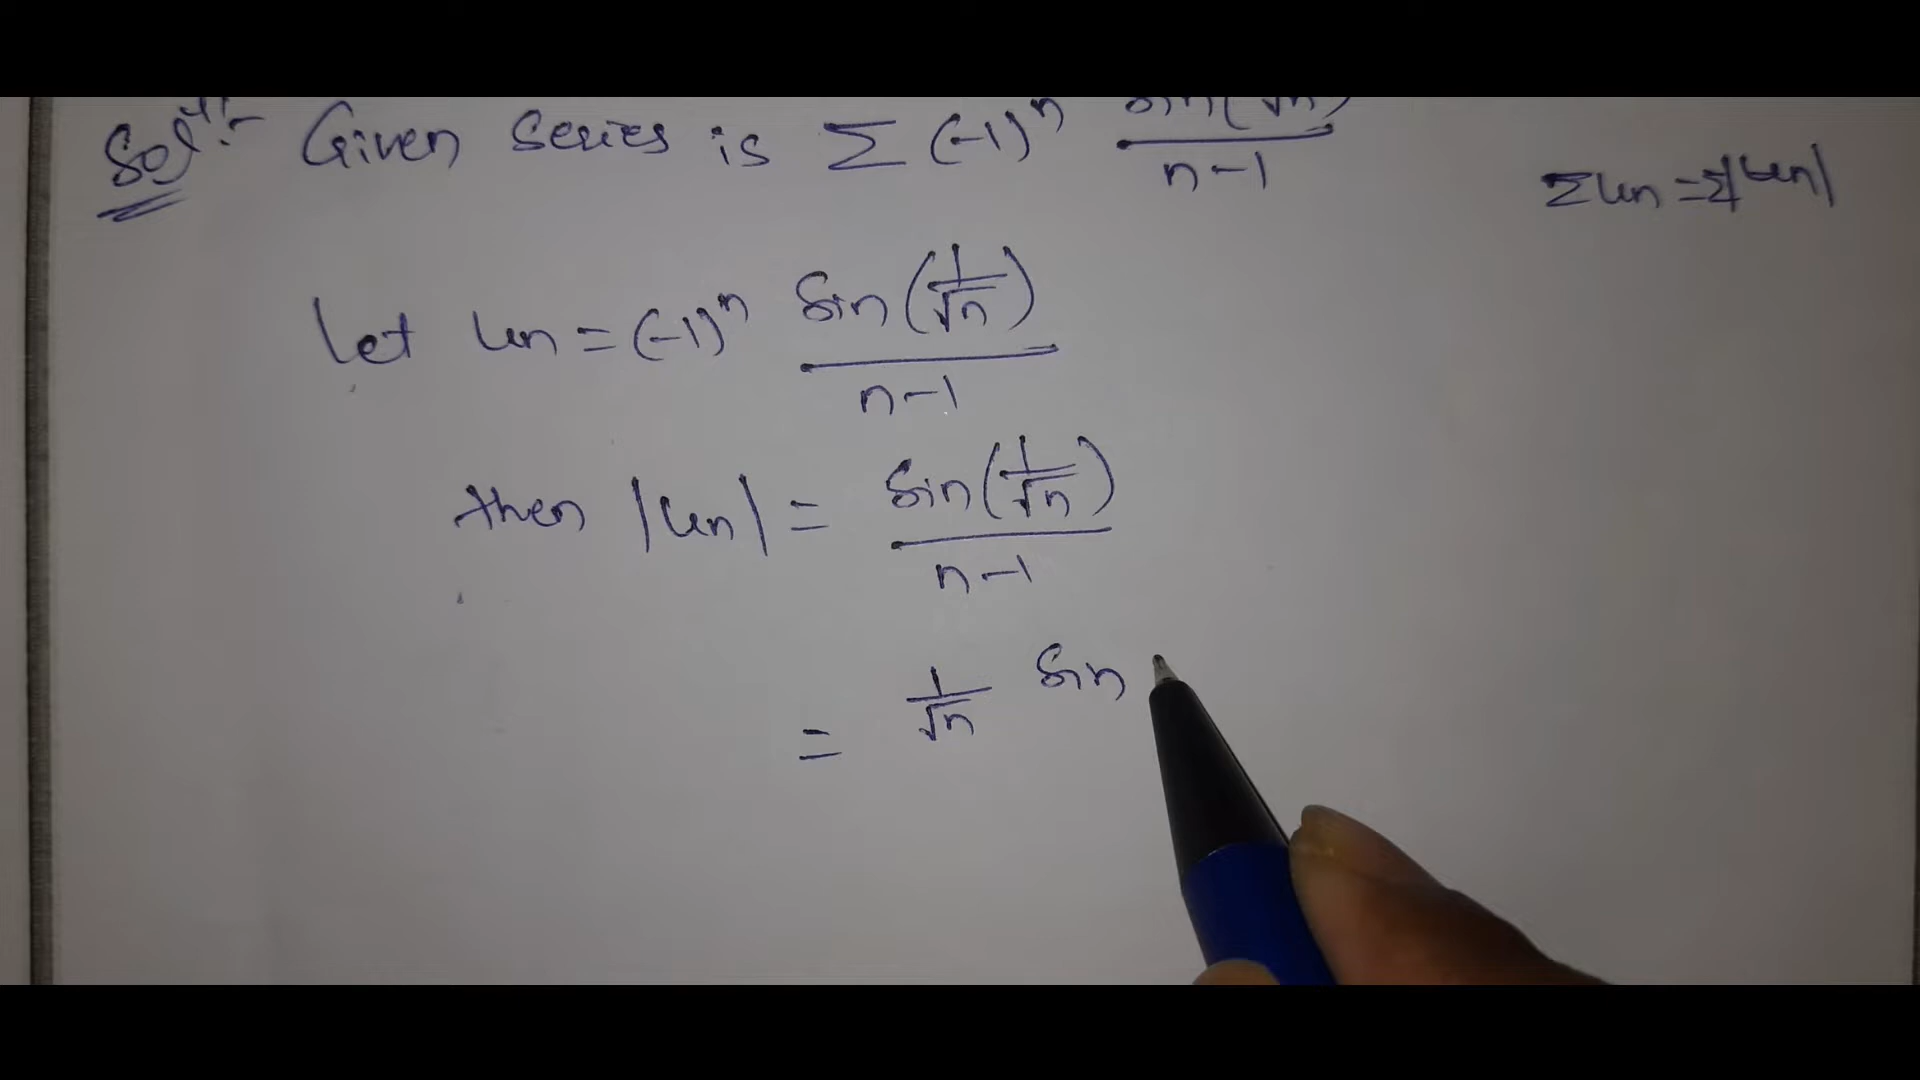 Solⁿ:- Given series is Σ (-1)ⁿ sin(1/√n) / n-1
Σun = Σ|un|
Let un = (-1)ⁿ Sin(1/√n) / n-1
then |un| = Sin(1/√n) / n-1
= 1/√n Sin